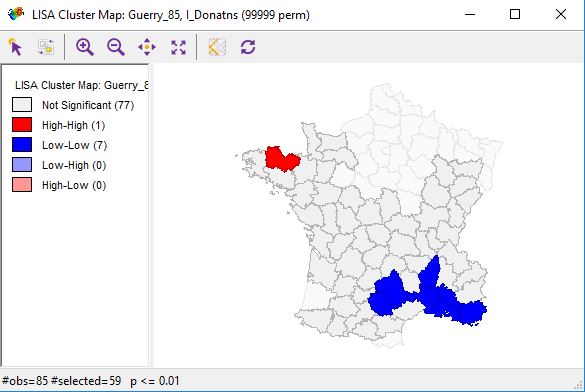 LISA Cluster Map: Guerry_85, I_Donatns (99999 perm)
LISA Cluster Map: Guerry_8
Not Significant (77)
High-High (1)
Low-Low (7)
Low-High (0)
High-Low (0)
#obs=85 #selected=59 p <= 0.01